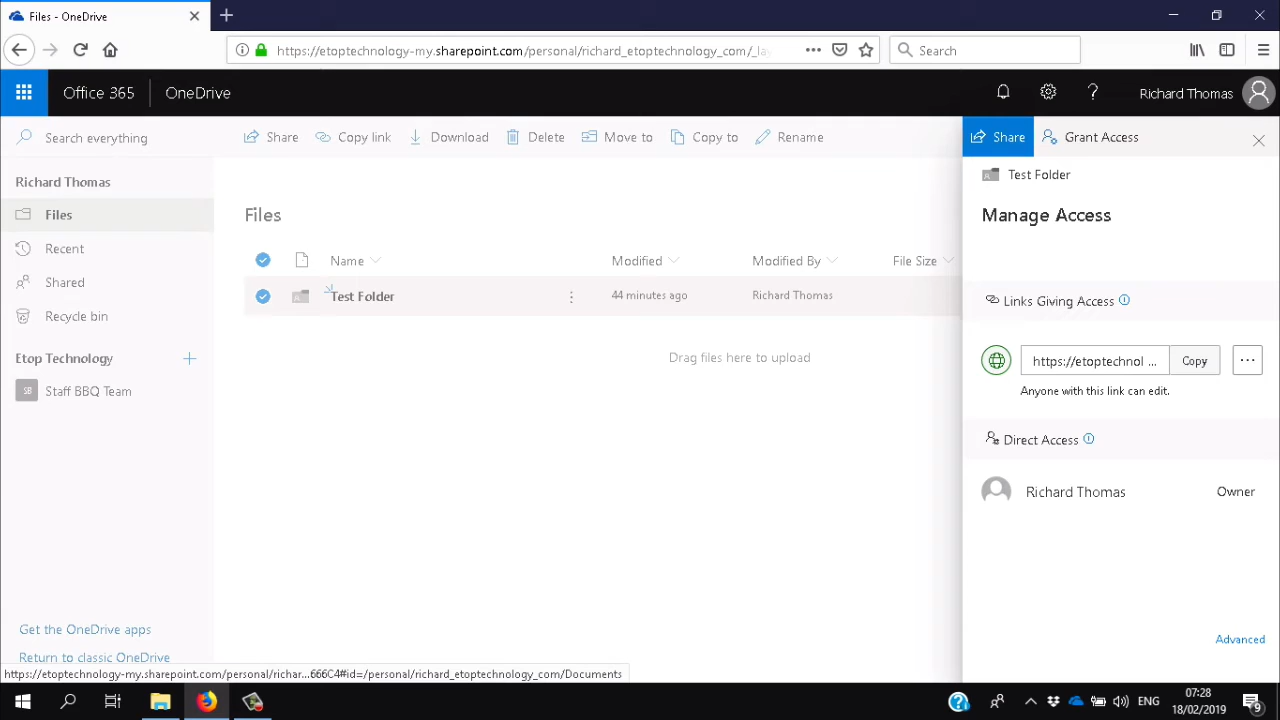 Files - OneDrive
https://etoptechnology-my.sharepoint.com/personal/richard_etoptechnology_com/_la
Search
Office 365
OneDrive
Richard Thomas
Search everything
Share
Copy link
Download
Delete
Move to
Copy to
Rename
Richard Thomas
Files
Recent
Shared
Recycle bin
Etop Technology
SB Staff BBQ Team
Get the OneDrive apps
Return to classic OneDrive
Files
Name
Modified
Modified By
File Size
Test Folder
44 minutes ago
Richard Thomas
Drag files here to upload
Share
Grant Access
Test Folder
Manage Access
Links Giving Access
https://etoptechnol ...
Copy
Anyone with this link can edit.
Direct Access
Richard Thomas
Owner
Advanced
https://etoptechnology-my.sharepoint.com/personal/richar...666C4#id=/personal/richard_etoptechnology_com/Documents
ENG
07:28
18/02/2019
9